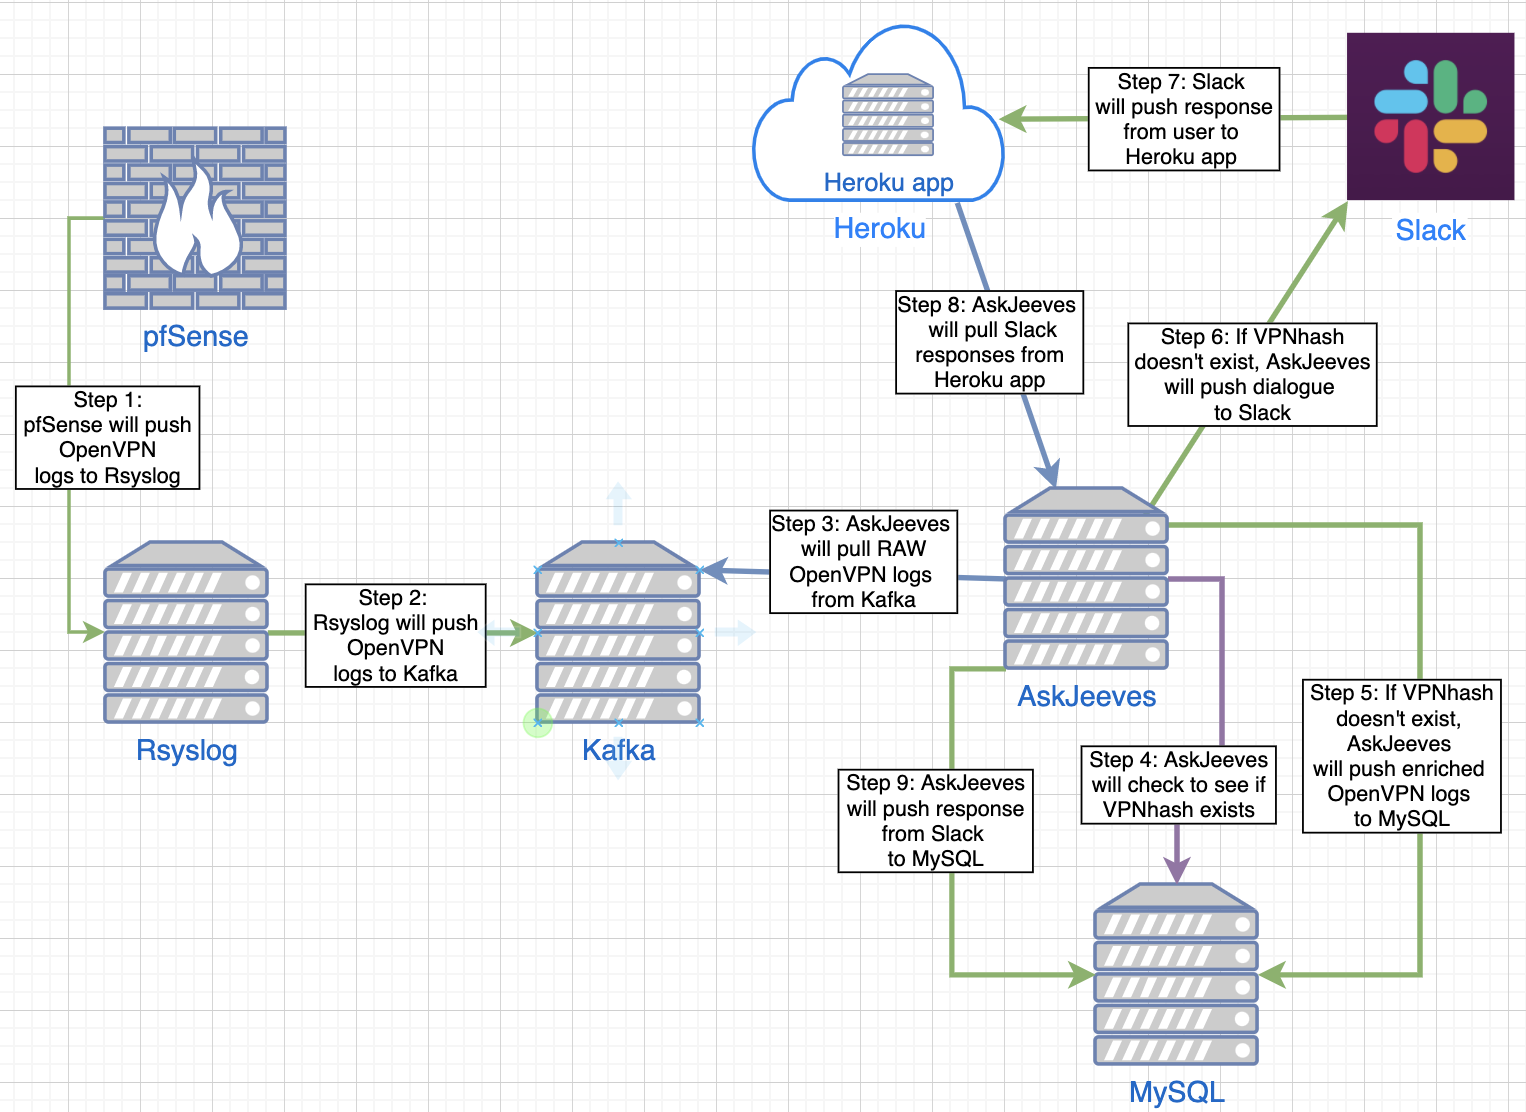 Heroku app
Heroku
Step 7: Slack
will push response
from user to
Heroku app
Slack
pfSense
Step 8: AskJeeves
will pull Slack
responses from
Heroku app
Step 6: If VPNhash
doesn't exist, AskJeeves
will push dialogue
to Slack
Step 1:
pfSense will push
OpenVPN
logs to Rsyslog
Step 2:
Rsyslog will push
OpenVPN
logs to Kafka
Step 3: AskJeeves
will pull RAW
OpenVPN logs
from Kafka
Rsyslog
Kafka
AskJeeves
Step 9: AskJeeves
will push response
from Slack
to MySQL
Step 4: AskJeeves
will check to see if
VPNhash exists
Step 5: If VPNhash
doesn't exist,
AskJeeves
will push enriched
OpenVPN logs
to MySQL
MySQL